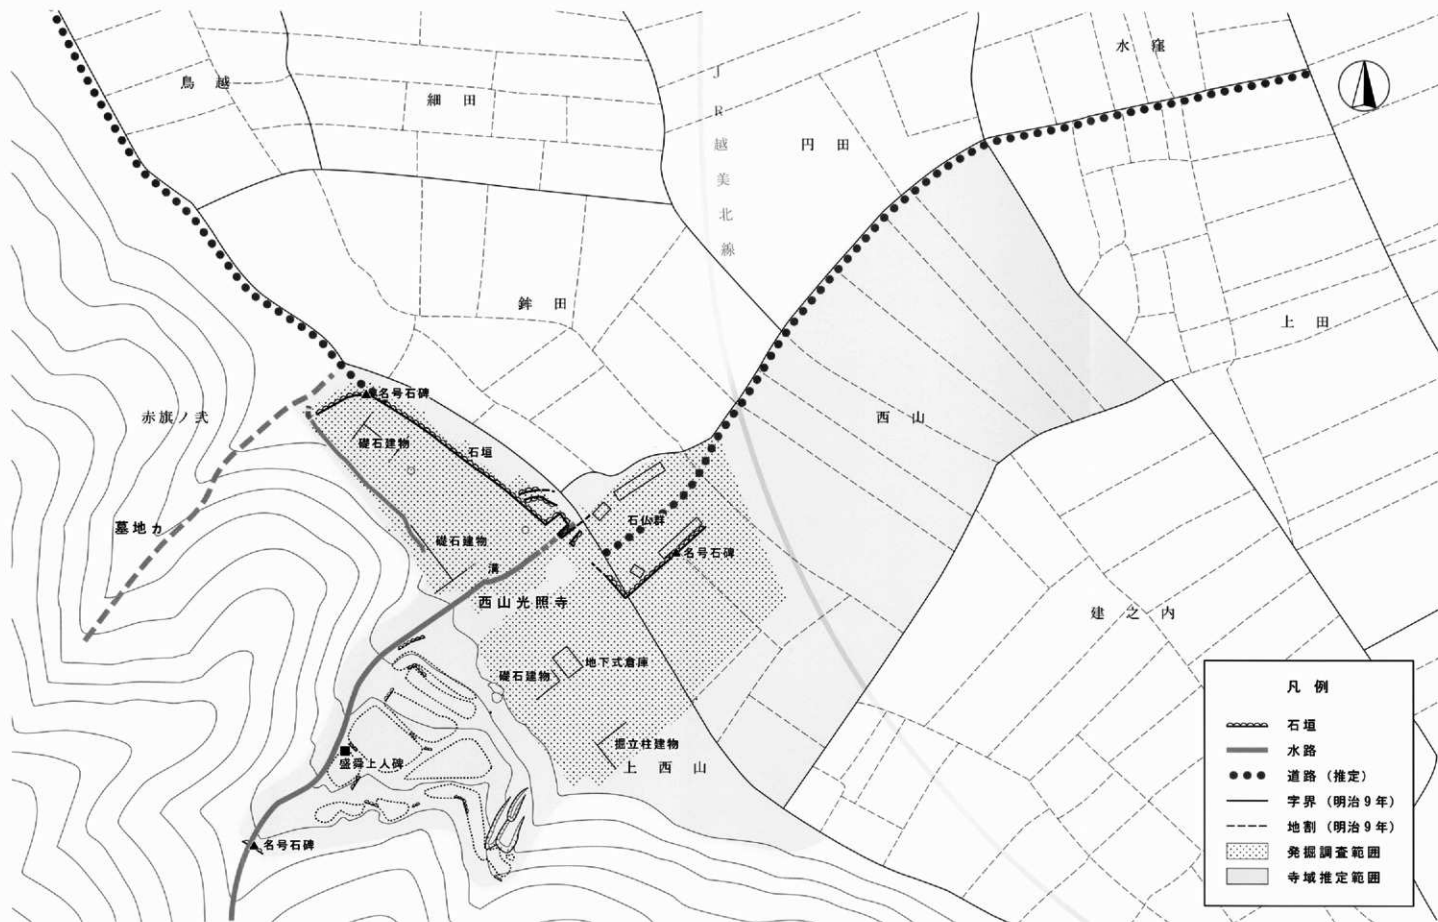 水窪
鳥越
細田
JR越美北線
円田
鉾田
上田
名号石碑
赤旗ノ弐
西山
礎石建物
石垣
石仏群
墓地カ
礎石建物
名号石碑
溝
西山光照寺
建之内
地下式倉庫
礎石建物
掘立柱建物
盛舜上人碑
上西山
名号石碑
凡例
石垣
水路
道路（推定）
字界（明治9年）
地割（明治9年）
発掘調査範囲
寺域推定範囲